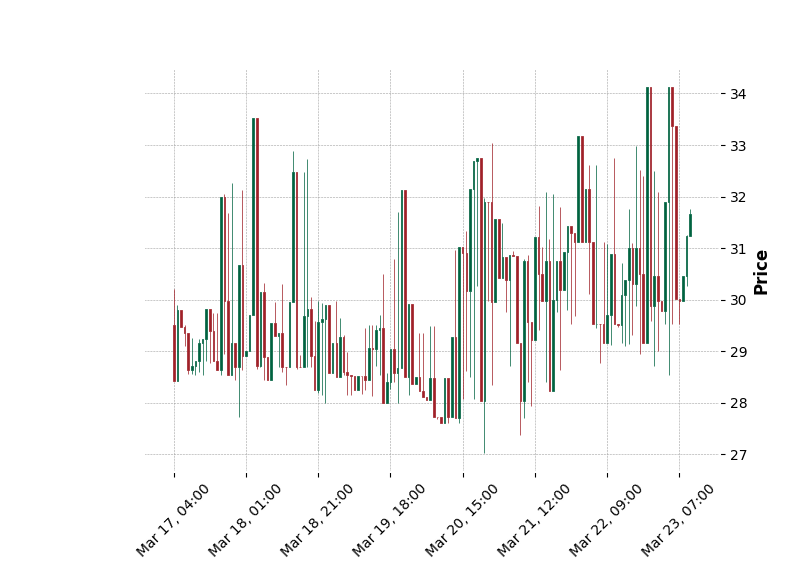 34
33
32
31
30
29
28
27
Price
Mar 17, 04:00
Mar 18, 01:00
Mar 18, 21:00
Mar 19, 18:00
Mar 20, 15:00
Mar 21, 12:00
Mar 22, 09:00
Mar 23, 07:00